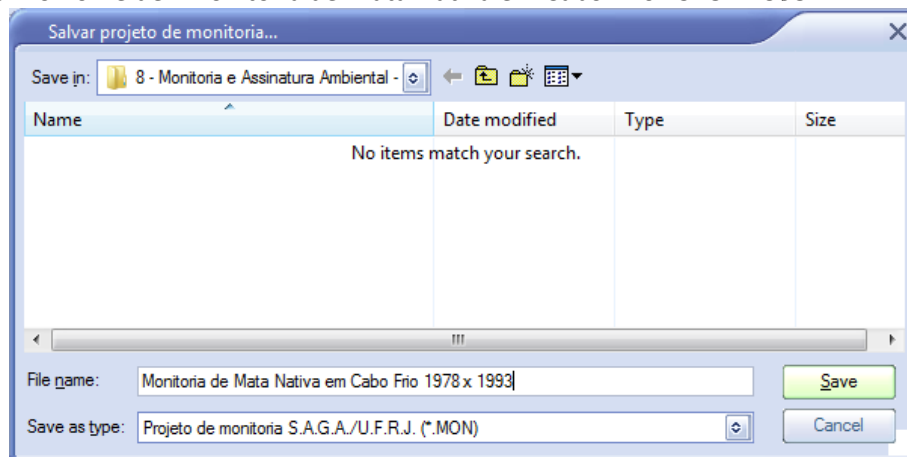 Salvar projeto de monitoria...
Save in: 8 - Monitoria e Assinatura Ambiental -
Name Date modified Type Size
No items match your search.
File name: Monitoria de Mata Nativa em Cabo Frio 1978 x 1993 Save
Save as type: Projeto de monitoria S.A.G.A./U.F.R.J. (*.MON) Cancel